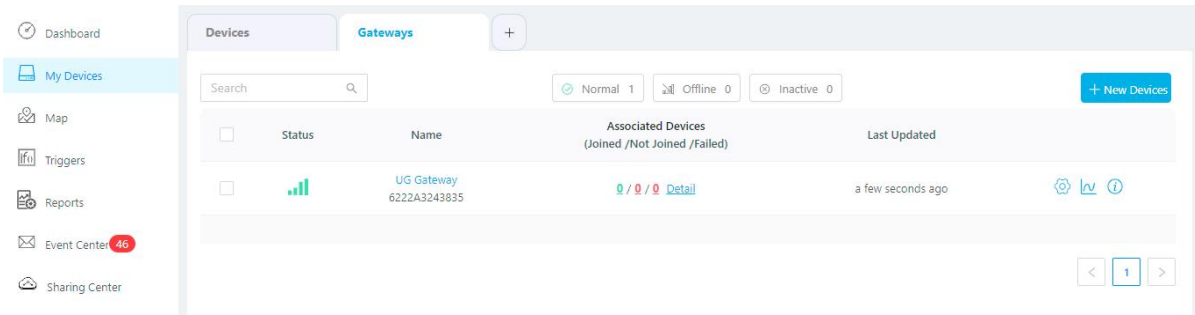 Dashboard
My Devices
Map
Triggers
Reports
Event Center 46
Sharing Center
Devices
Gateways
+
Search
Normal 1
Offline 0
Inactive 0
+ New Devices
Status
Name
Associated Devices
(Joined /Not Joined /Failed)
Last Updated
UG Gateway
6222A3243835
0 / 0 / 0 Detail
a few seconds ago
< 1 >